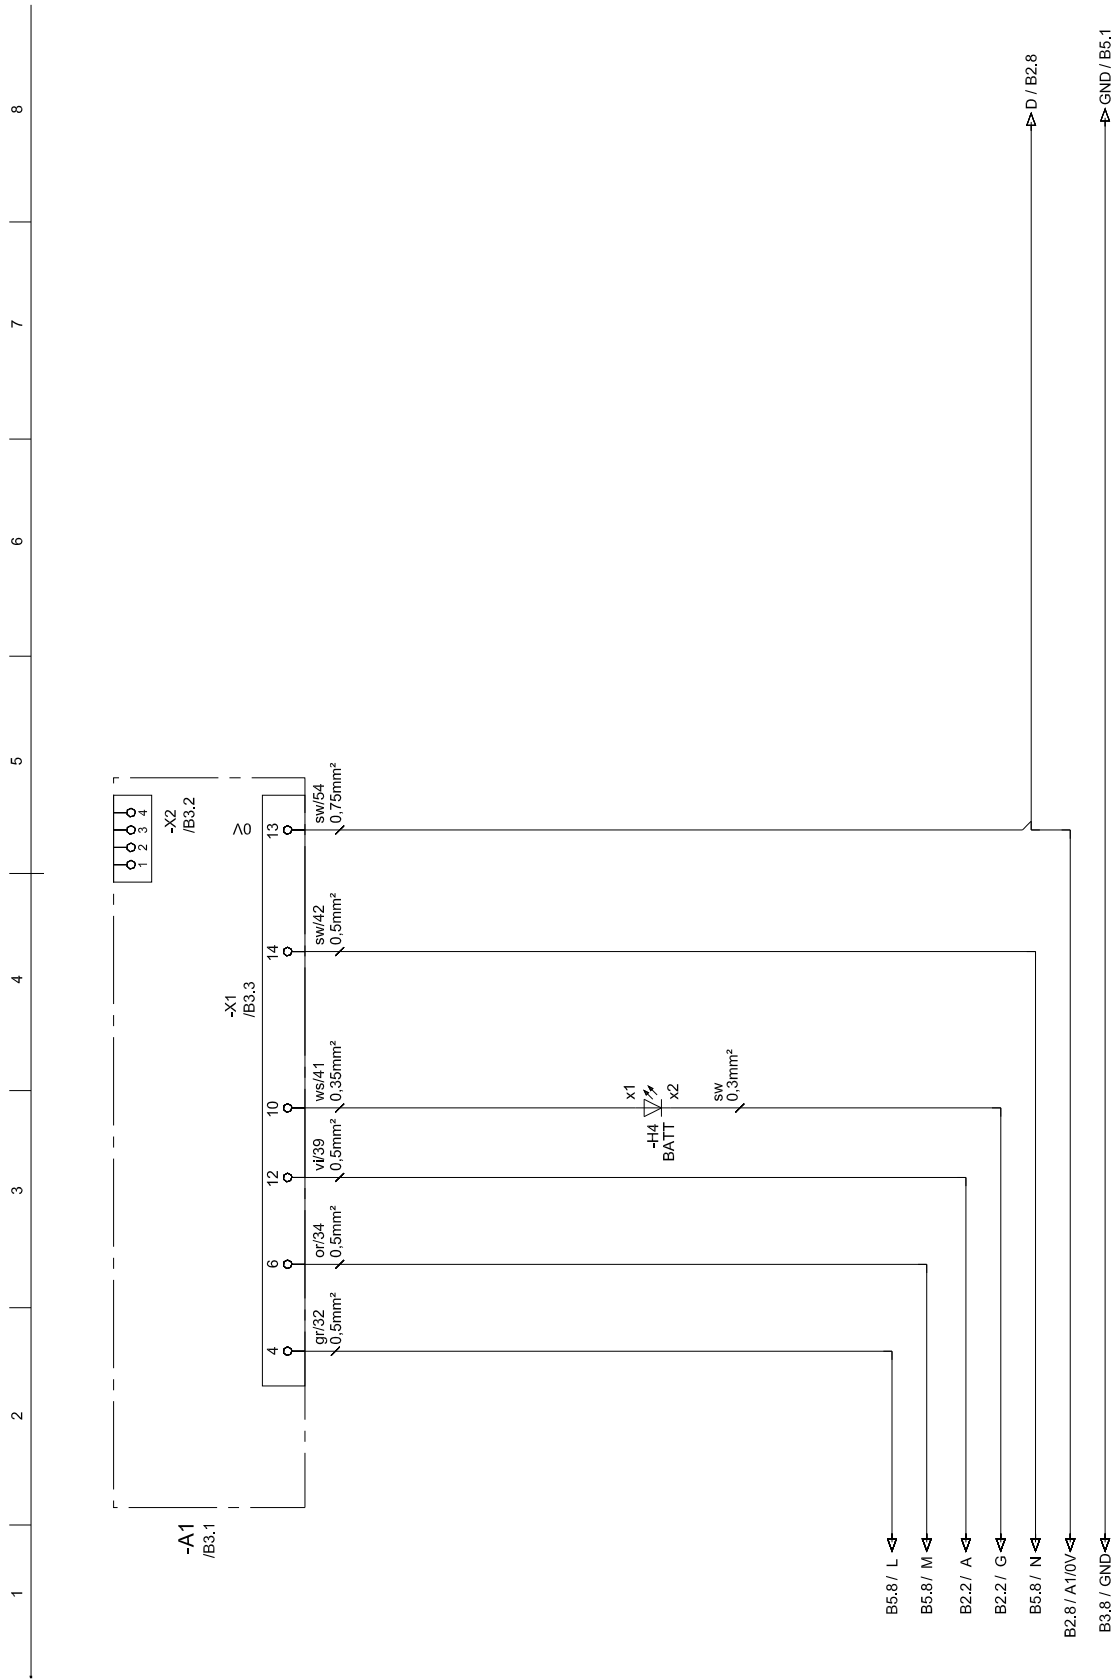 1
2
3
4
5
6
7
8
-A1
/B3.1
-X2
/B3.2
1
2
3
4
-X1
/B3.3
0V
4
6
12
10
14
13
gr/32
0,5mm²
or/34
0,5mm²
vi/39
0,5mm²
ws/41
0,35mm²
sw/42
0,5mm²
sw/54
0,75mm²
-H4
BATT
x1
x2
sw
0,3mm²
B5.8 / L
B5.8 / M
B2.2 / A
B2.2 / G
B5.8 / N
B2.8 / A1/0V
B3.8 / GND
D / B2.8
GND / B5.1